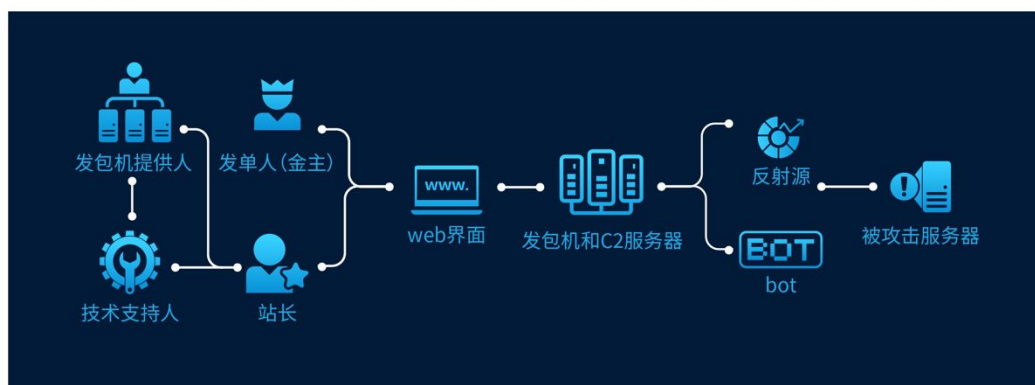 发包机提供人
发单人(金主)
技术支持人
站长
www.
web界面
发包机和C2服务器
反射源
BOT
bot
被攻击服务器